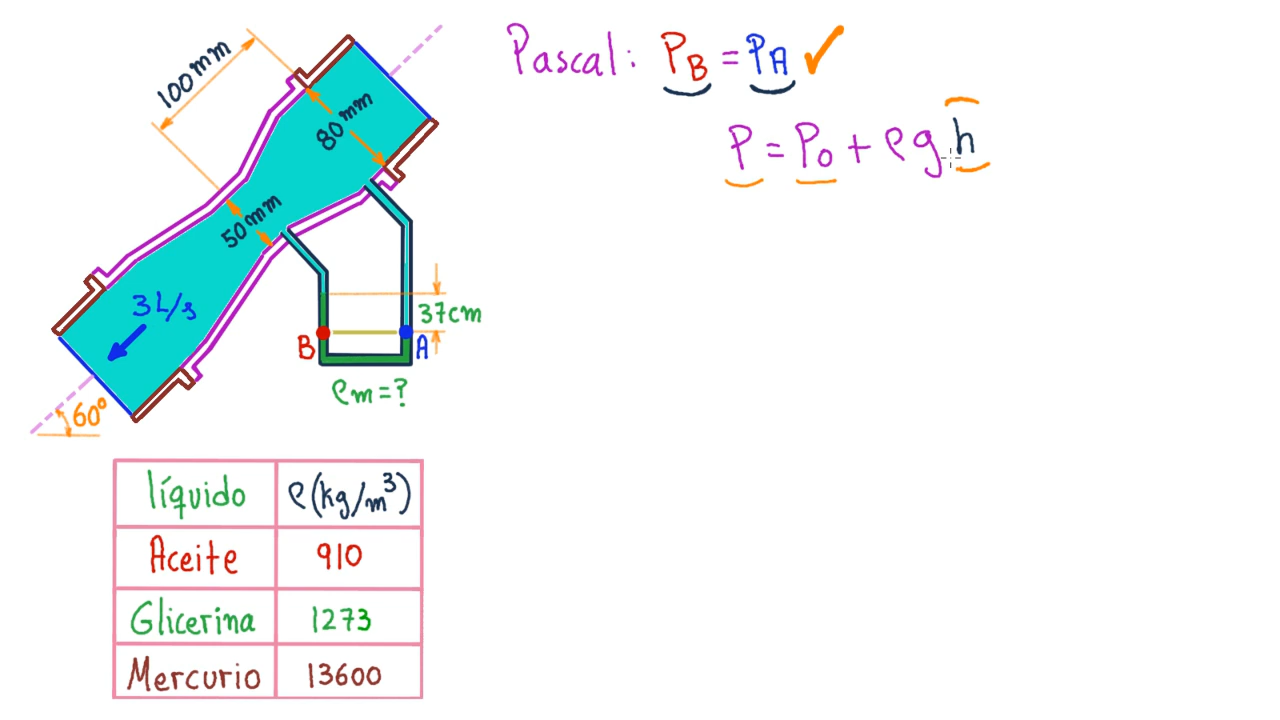 Pascal: PB = PA ✓
P = P0 + ρgh
100mm
80mm
50mm
3L/s
37cm
B
A
ρm = ?
60°
líquido ρ(kg/m³)
Aceite 910
Glicerina 1273
Mercurio 13600